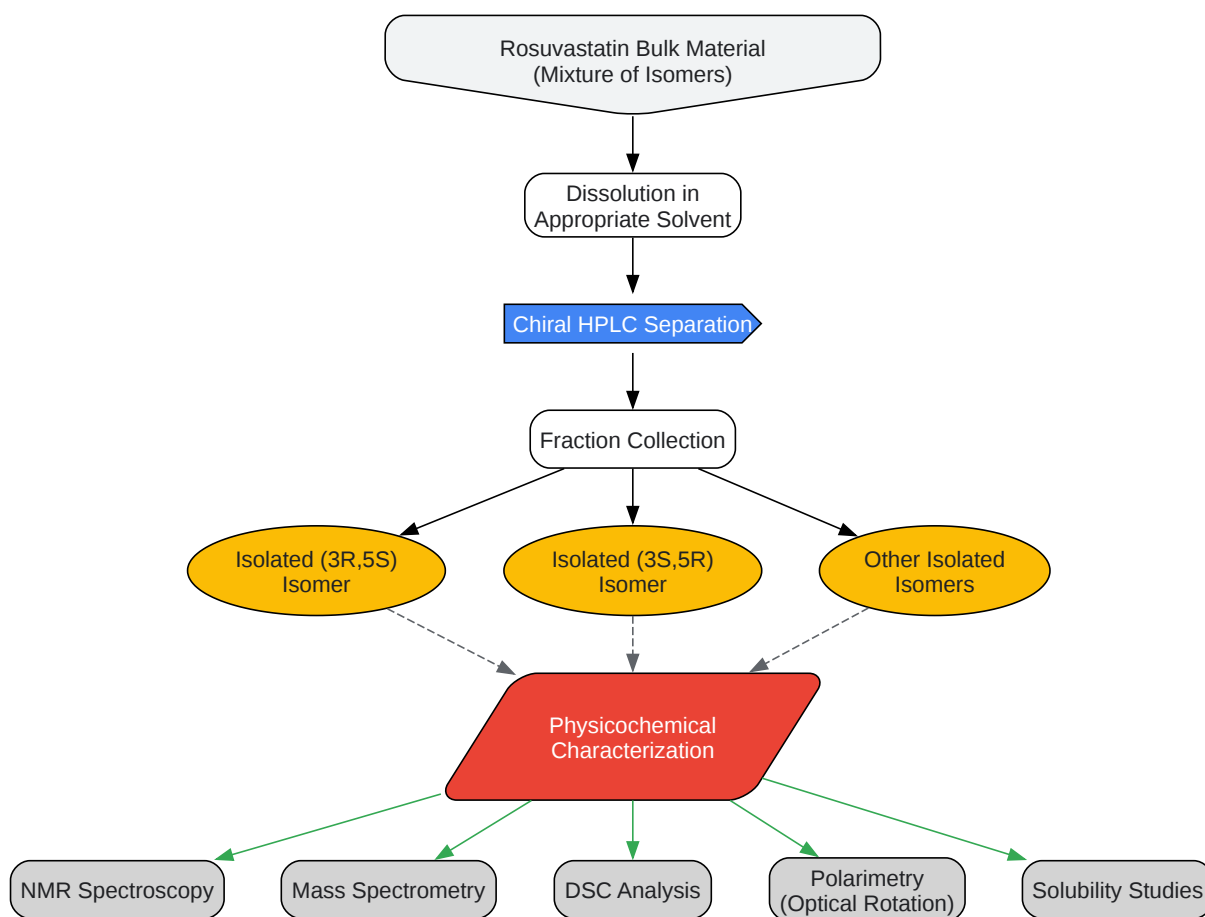 Rosuvastatin Bulk Material
(Mixture of Isomers)
Dissolution in
Appropriate Solvent
Chiral HPLC Separation
Fraction Collection
Isolated (3R,5S)
Isomer
Isolated (3S,5R)
Isomer
Other Isolated
Isomers
Physicochemical
Characterization
NMR Spectroscopy
Mass Spectrometry
DSC Analysis
Polarimetry
(Optical Rotation)
Solubility Studies